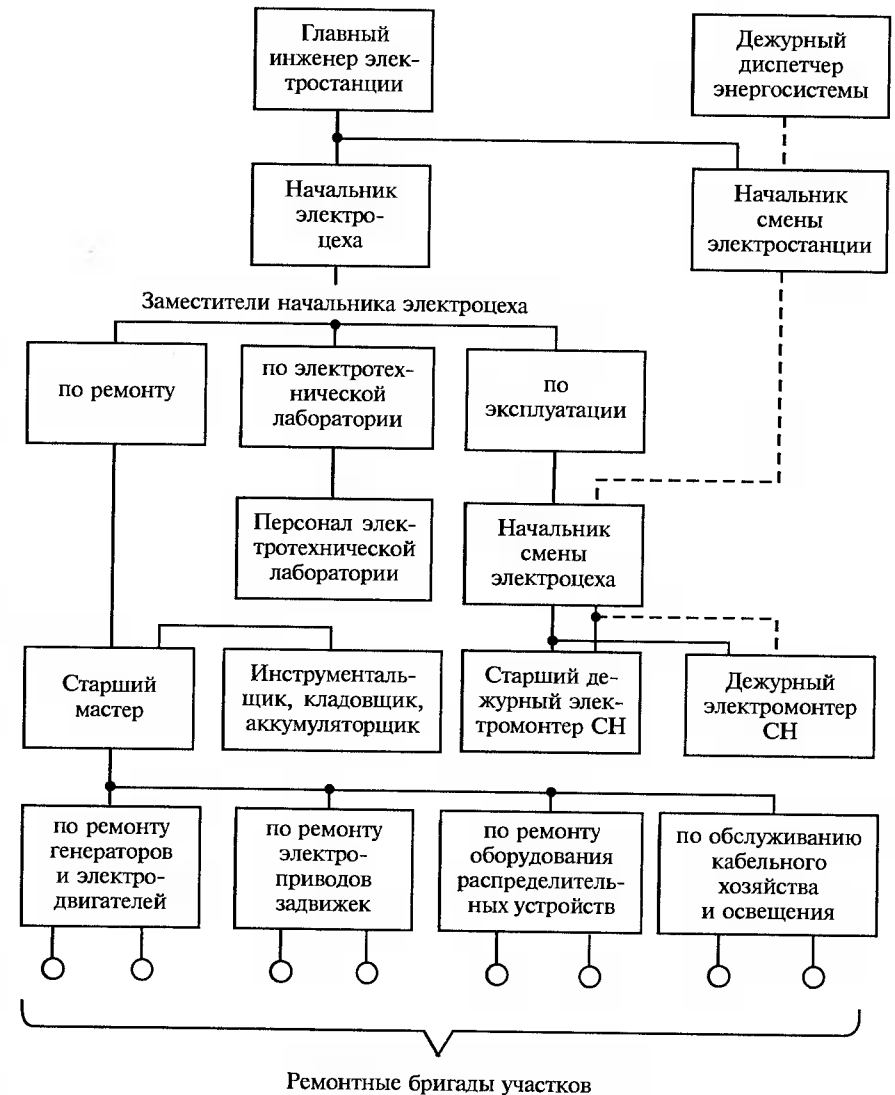 Главный
инженер элек-
тростанции
Дежурный
диспетчер
энергосистемы
Начальник
электро-
цеха
Начальник
смены
электростанции
Заместители начальника электроцеха
по ремонту
по электротех-
нической
лаборатории
по
эксплуатации
Персонал элек-
тротехнической
лаборатории
Начальник
смены
электроцеха
Старший
мастер
Инструменталь-
щик, кладовщик,
аккумуляторщик
Старший де-
журный элек-
тромонтер СН
Дежурный
электромонтер
СН
по ремонту
генераторов
и электро-
двигателей
по ремонту
электро-
приводов
задвижек
по ремонту
оборудования
распределитель-
ных устройств
по обслуживанию
кабельного
хозяйства
и освещения
Ремонтные бригады участков